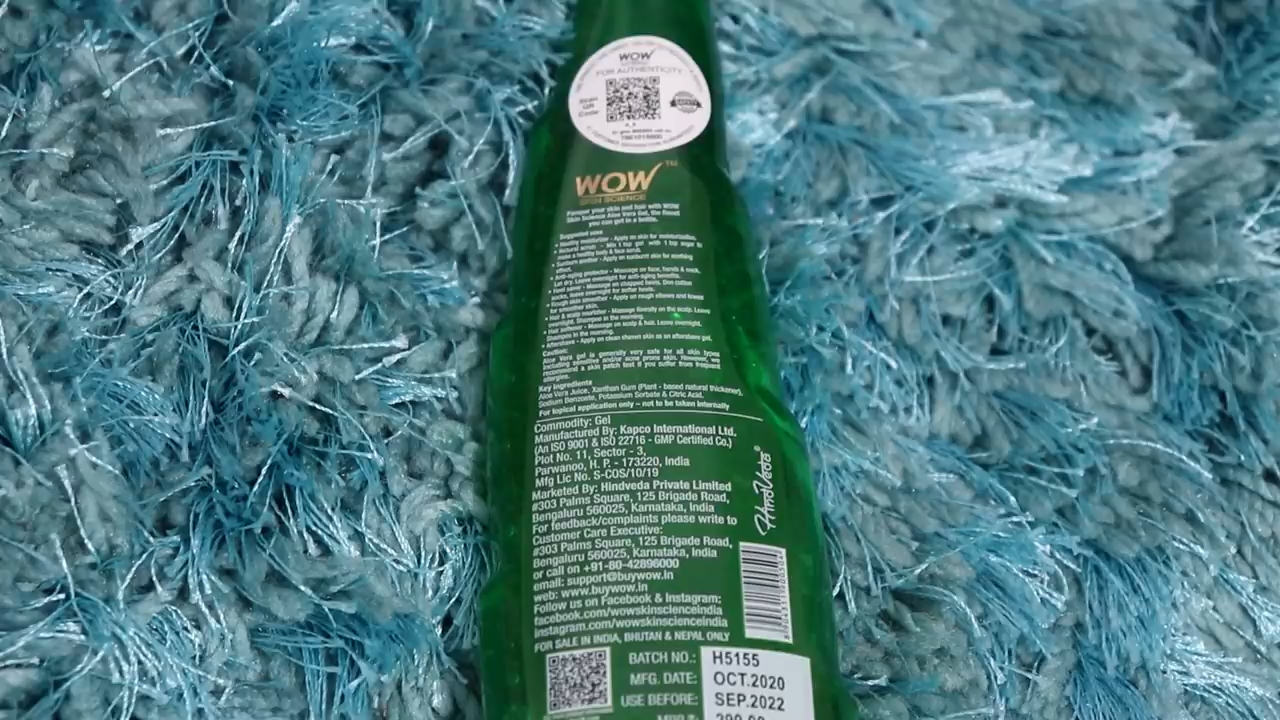 WOW
FOR AUTHENTICITY
Scan
QR
Code
WOW TM
SKIN SCIENCE
Pamper your skin and hair with WOW
Skin Science Aloe Vera Gel, the finest
you can get in a bottle.
Suggested uses
• Healthy moisturizer - Apply on skin for moisturization.
• Natural scrub - Mix 1 tsp gel with 1 tsp sugar to
make a healthy body & face scrub.
• Sunburn soother - Apply on sunburnt skin for soothing
effect.
• Anti-aging protector - Massage on face, hands & neck.
Let dry. Leave overnight for anti-aging benefits.
• Heel saver - Massage on chapped heels. Don cotton
socks, leave overnight for softer heels.
• Rough skin smoother - Apply on rough elbows and knees
for smoother skin.
• Hair & scalp nourisher - Massage liberally on the scalp. Leave
overnight. Shampoo in the morning.
• Hair softener - Massage on scalp & hair. Leave overnight.
Shampoo in the morning.
• Aftershave - Apply on clean shaven skin as an aftershave gel.
Caution:
Aloe Vera gel is generally very safe for all skin types
including sensitive and/or acne prone skin. However, we
recommend a skin patch test if you suffer from frequent
allergies.
Key Ingredients
Aloe Vera Juice, Xanthan Gum (Plant - based natural thickener),
Sodium Benzoate, Potassium Sorbate & Citric Acid.
For topical application only – not to be taken internally
Commodity: Gel
Manufactured By: Kapco International Ltd.
(An ISO 9001 & ISO 22716 - GMP Certified Co.)
Plot No. 11, Sector - 3,
Parwanoo, H. P. - 173220, India
Mfg Lic No. S-COS/10/19
Marketed By: Hindveda Private Limited
#303 Palms Square, 125 Brigade Road,
Bengaluru 560025, Karnataka, India
For feedback/complaints please write to
Customer Care Executive:
#303 Palms Square, 125 Brigade Road,
Bengaluru 560025, Karnataka, India
or call on +91-80-42896000
email: support@buywow.in
web: www.buywow.in
Follow us on Facebook & Instagram:
facebook.com/wowskinscienceindia
instagram.com/wowskinscienceindia
FOR SALE IN INDIA, BHUTAN & NEPAL ONLY
HindVeda®
BATCH NO.: H5155
MFG. DATE: OCT.2020
USE BEFORE: SEP.2022